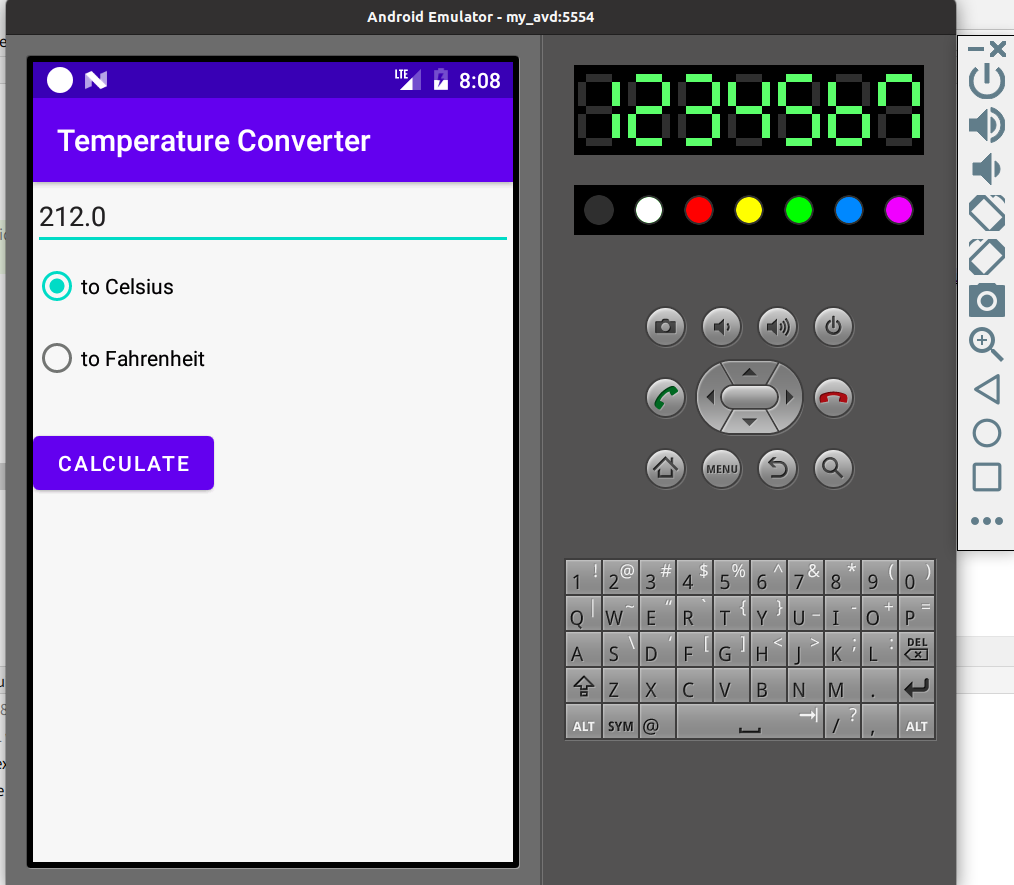 Android Emulator - my_avd:5554
LTE 8:08
Temperature Converter
212.0
to Celsius
to Fahrenheit
CALCULATE
1234567
MENU
1 ! 2 @ 3 # 4 $ 5 % 6 ^ 7 & 8 * 9 ( 0 )
Q | W ~ E “ R ` T { Y } U _ I - O + P =
A S \ D ‘ F [ G ] H < J > K ; L : DEL
Z X C V B N M .
ALT SYM @ / ? , ALT